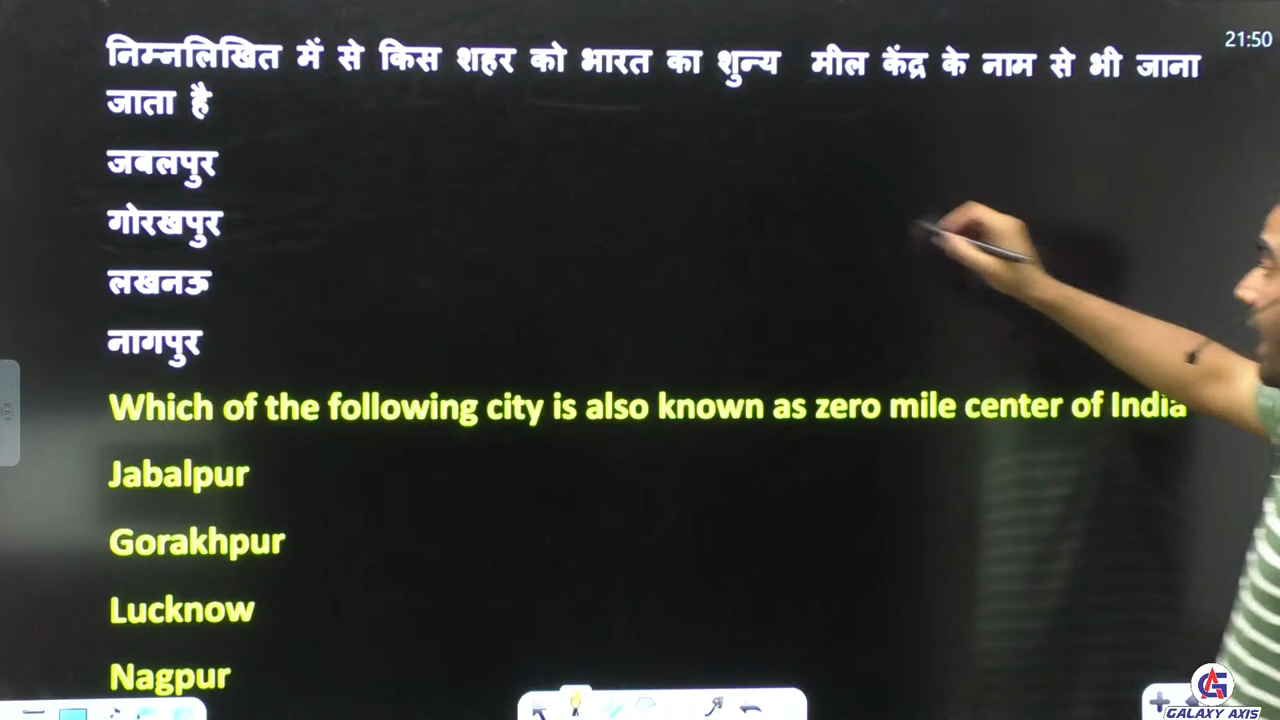 21:50
निम्नलिखित में से किस शहर को भारत का शुन्य मील केंद्र के नाम से भी जाना
जाता है
जबलपुर
गोरखपुर
लखनऊ
नागपुर
Which of the following city is also known as zero mile center of India
Jabalpur
Gorakhpur
Lucknow
Nagpur
GALAXY AXIS